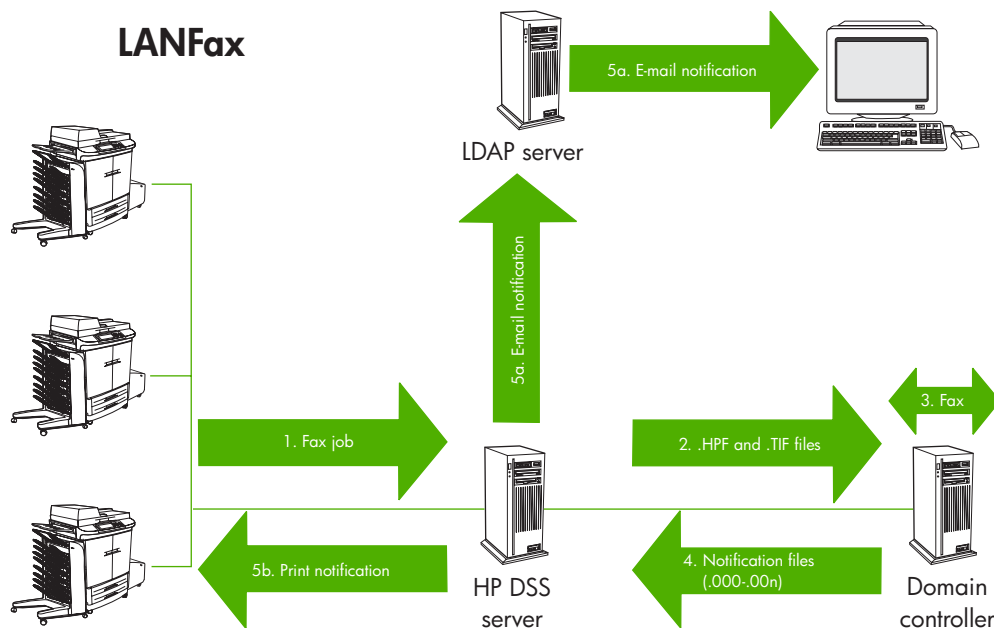 LANFax
5a. E-mail notification
LDAP server
5a. E-mail notification
3. Fax
1. Fax job
2. .HPF and .TIF files
5b. Print notification
4. Notification files
(.000-.00n)
HP DSS
server
Domain
controller